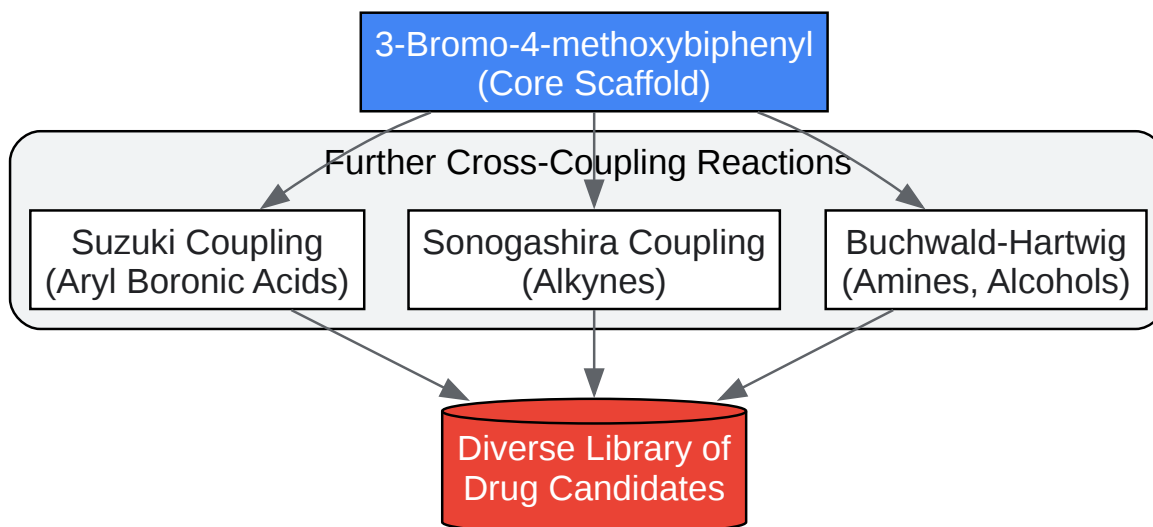 3-Bromo-4-methoxybiphenyl
(Core Scaffold)
Further Cross-Coupling Reactions
Suzuki Coupling
(Aryl Boronic Acids)
Sonogashira Coupling
(Alkynes)
Buchwald-Hartwig
(Amines, Alcohols)
Diverse Library of
Drug Candidates